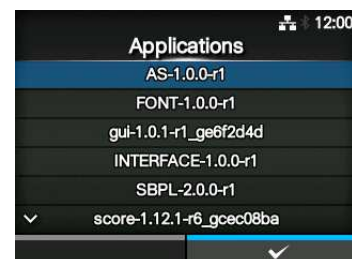 12:00
Applications
AS-1.0.0-r1
FONT-1.0.0-r1
gui-1.0.1-r1_ge6f2d4d
INTERFACE-1.0.0-r1
SBPL-2.0.0-r1
score-1.12.1-r6_gcec08ba